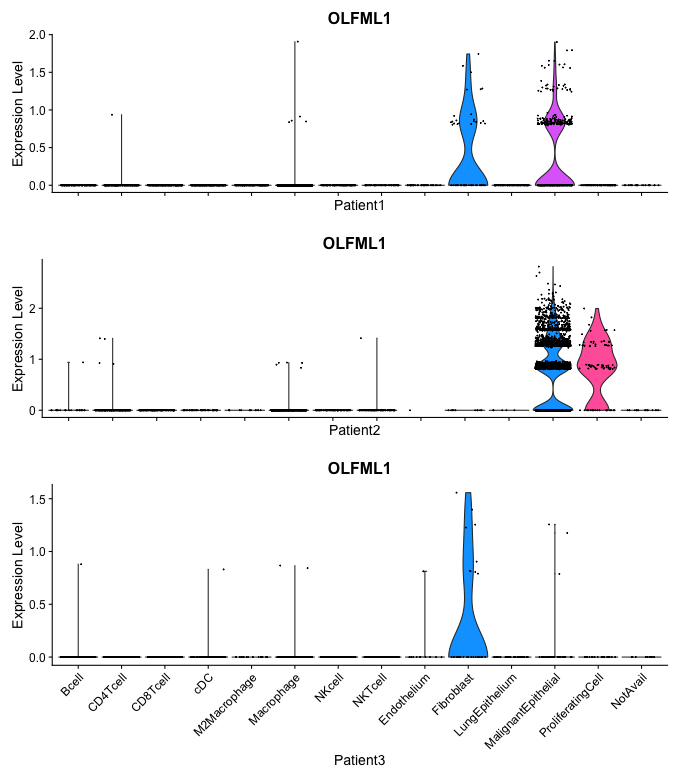 OLFML1
Expression Level
2.0
1.5
1.0
0.5
0.0
Patient1
OLFML1
Expression Level
2
1
0
Patient2
OLFML1
Expression Level
1.5
1.0
0.5
0.0
Bcell
CD4Tcell
CD8Tcell
cDC
M2Macrophage
Macrophage
NKcell
NKTcell
Endothelium
Fibroblast
LungEpithelium
MalignantEpithelial
ProliferatingCell
NotAvail
Patient3